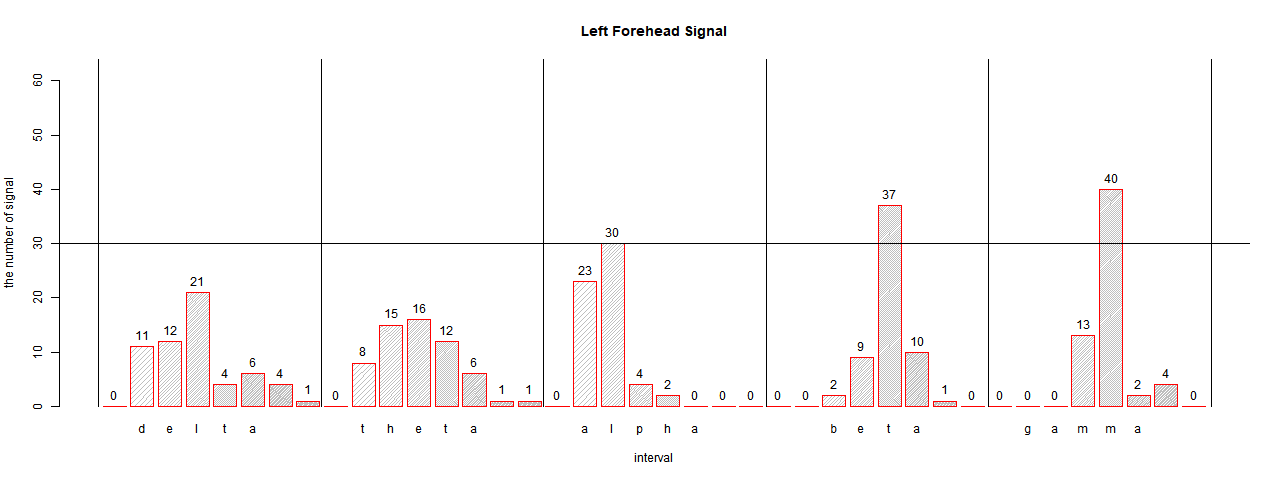 Left Forehead Signal
the number of signal
60
50
40
30
20
10
0
0 11 12 21 4 6 4 1 0 8 15 16 12 6 1 1 0 23 30 4 2 0 0 0 0 0 2 9 37 10 1 0 0 0 0 13 40 2 4 0
d e l t a t h e t a a l p h a b e t a g a m m a
interval